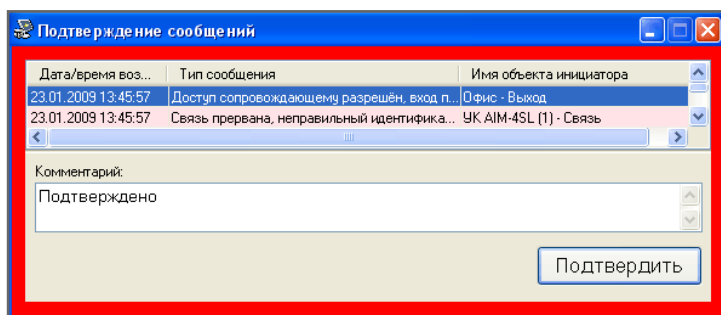 Подтверждение сообщений
Дата/время воз... Тип сообщения Имя объекта инициатора
23.01.2009 13:45:57 Доступ сопровождающему разрешён, вход п... Офис - Выход
23.01.2009 13:45:57 Связь прервана, неправильный идентифика... УК AIM-4SL (1) - Связь
Комментарий:
Подтверждено
Подтвердить